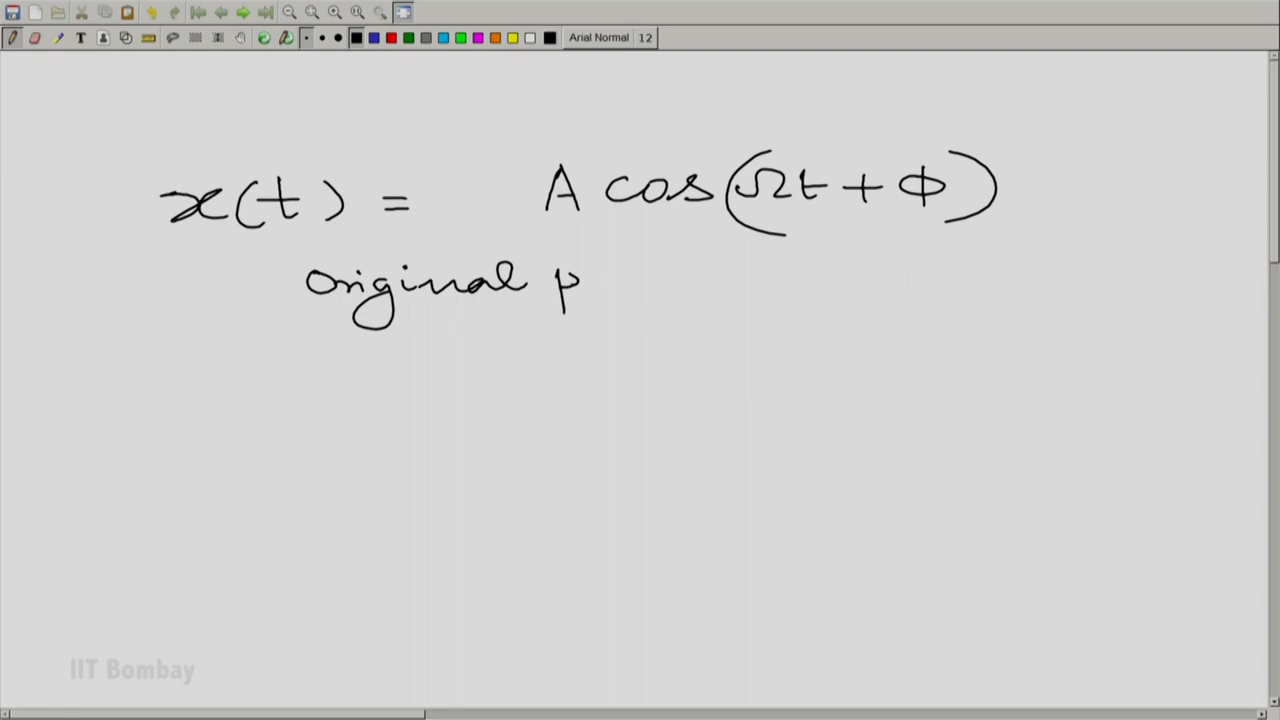 Arial Normal 12
x(t) = A cos(Ωt + Φ)
original p
IIT Bombay